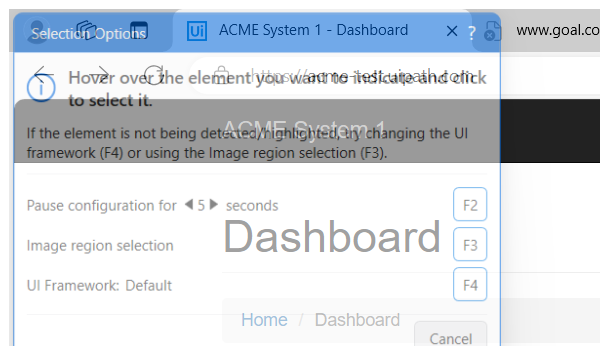 Selection Options
Ui ACME System 1 - Dashboard
?
www.goal.co
Hover over the element you want to indicate and click
to select it.
https://acme-test.uipath.com
ACME System 1
If the element is not being detected/highlighted, try changing the UI
framework (F4) or using the Image region selection (F3).
Pause configuration for 5 seconds
F2
Dashboard
Image region selection
F3
UI Framework: Default
F4
Home / Dashboard
Cancel